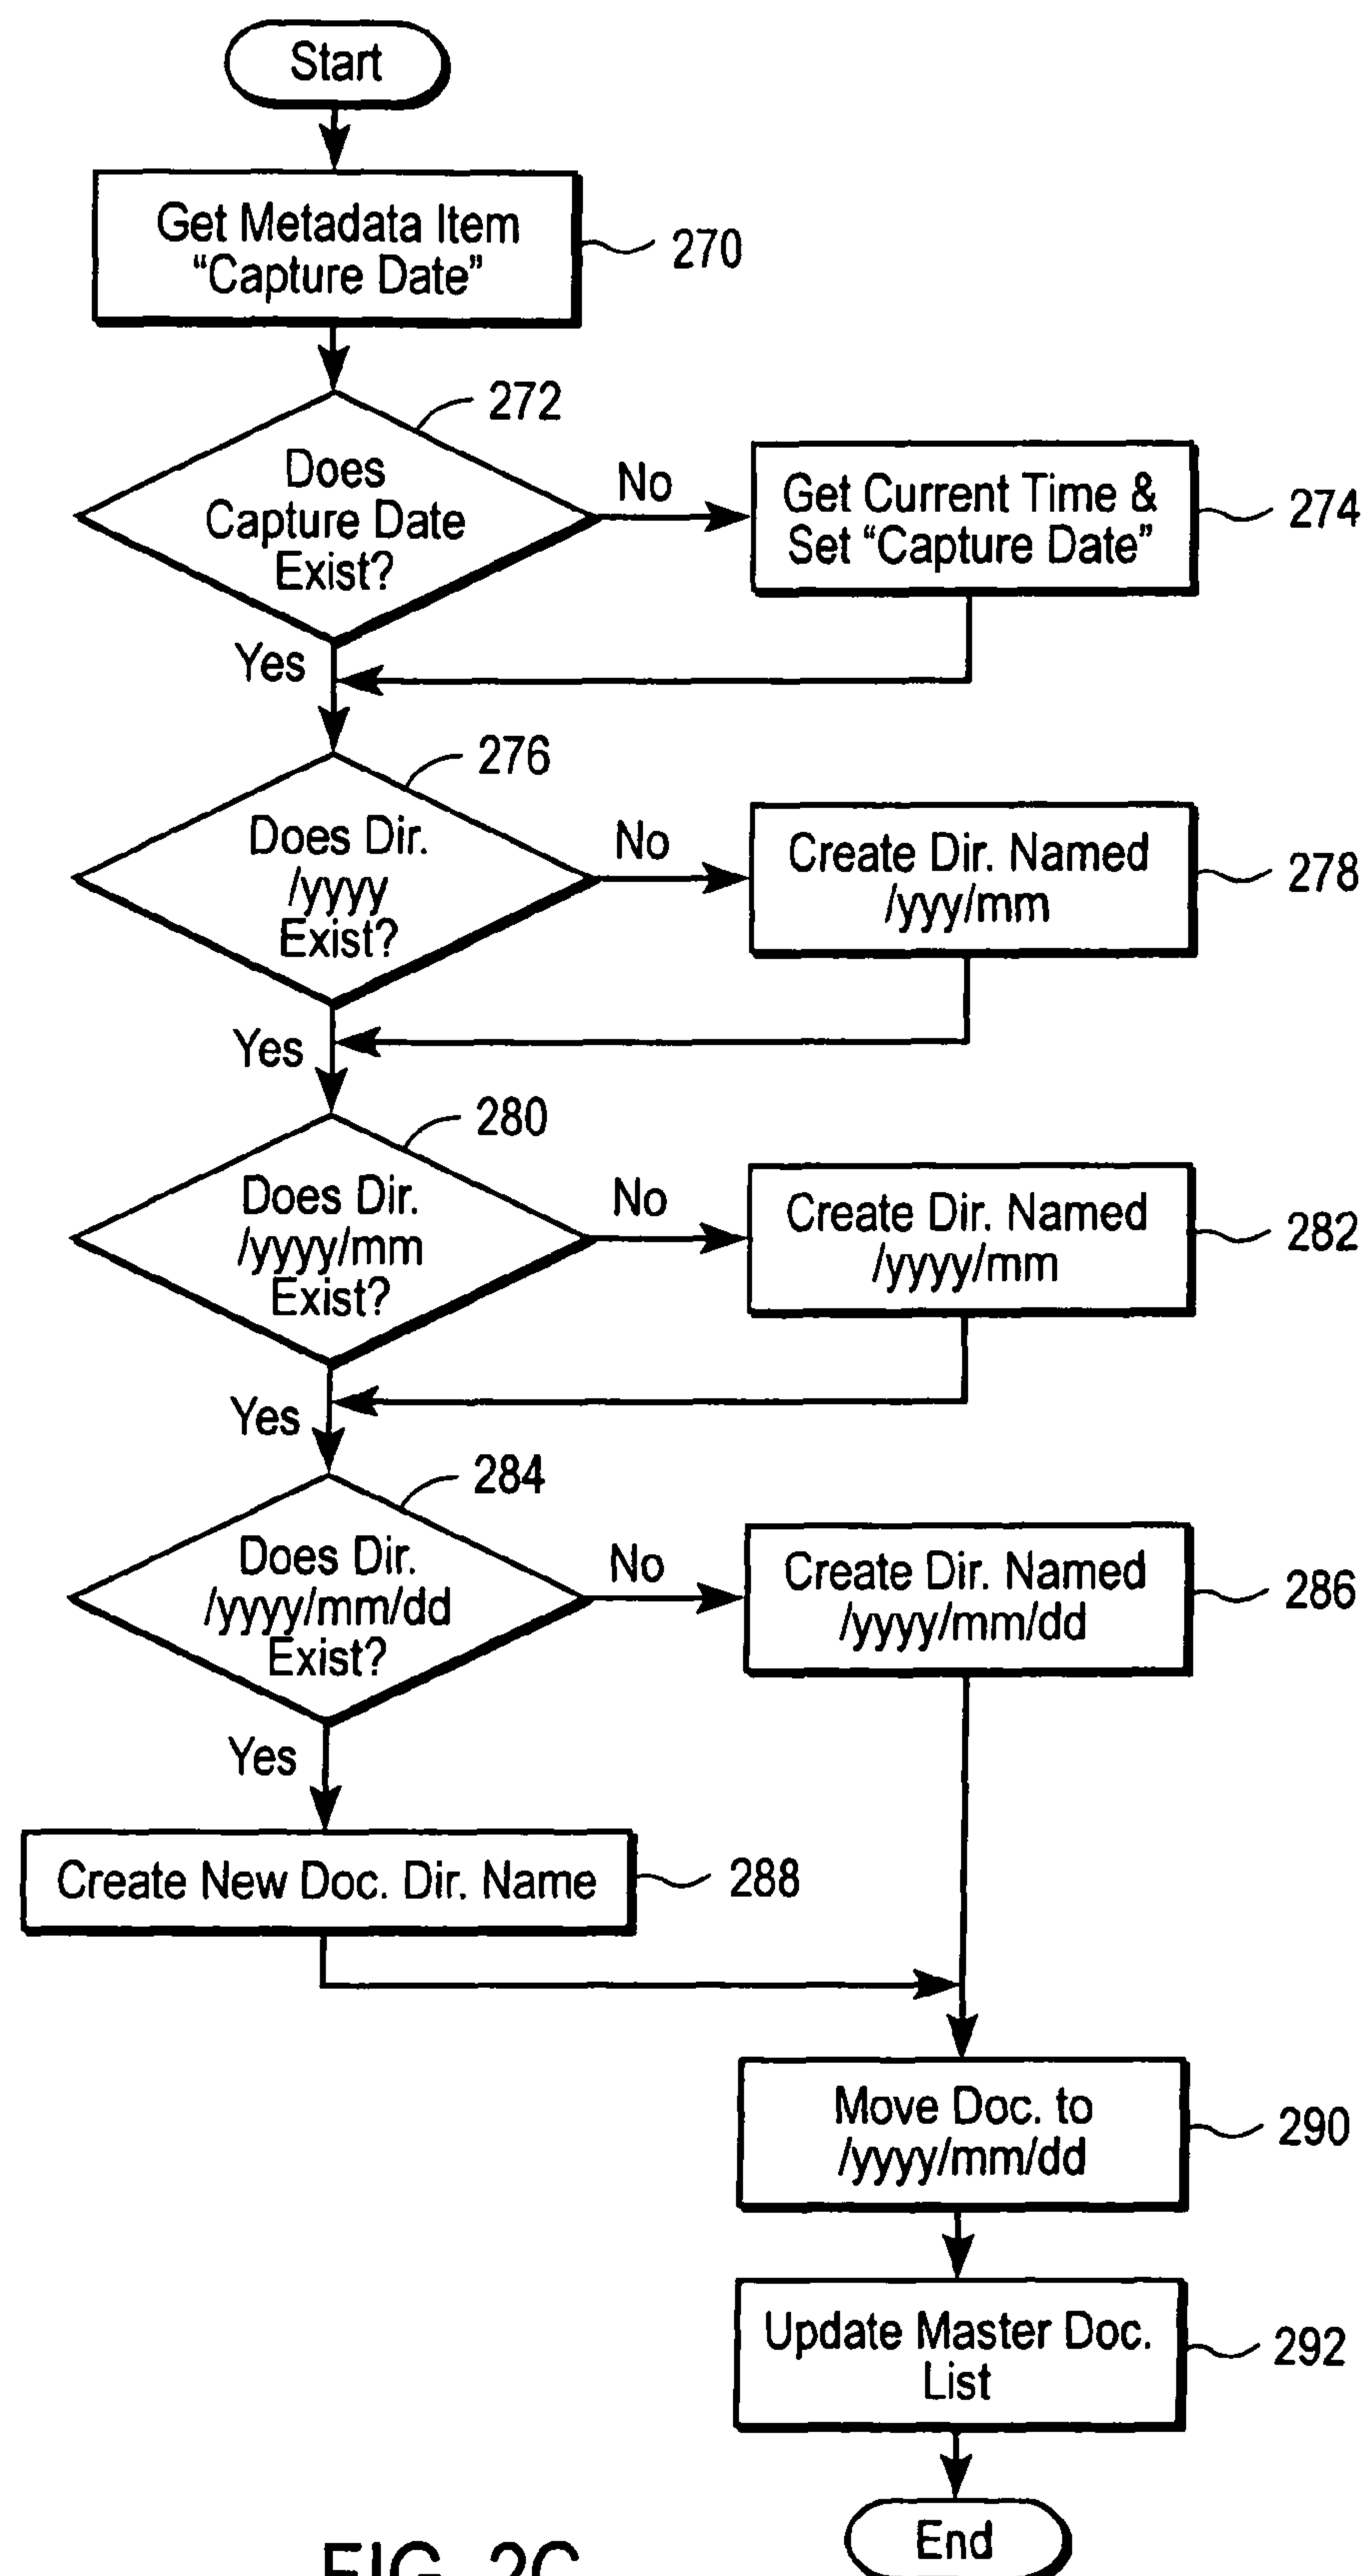 Start
Get Metadata Item
“Capture Date”
270
272
Does
Capture Date
Exist?
No
Get Current Time &
Set “Capture Date”
274
Yes
276
Does Dir.
/yyyy
Exist?
No
Create Dir. Named
/yyy/mm
278
Yes
280
Does Dir.
/yyyy/mm
Exist?
No
Create Dir. Named
/yyyy/mm
282
Yes
284
Does Dir.
/yyyy/mm/dd
Exist?
No
Create Dir. Named
/yyyy/mm/dd
286
Yes
Create New Doc. Dir. Name
288
Move Doc. to
/yyyy/mm/dd
290
Update Master Doc.
List
292
End
FIG. 2C